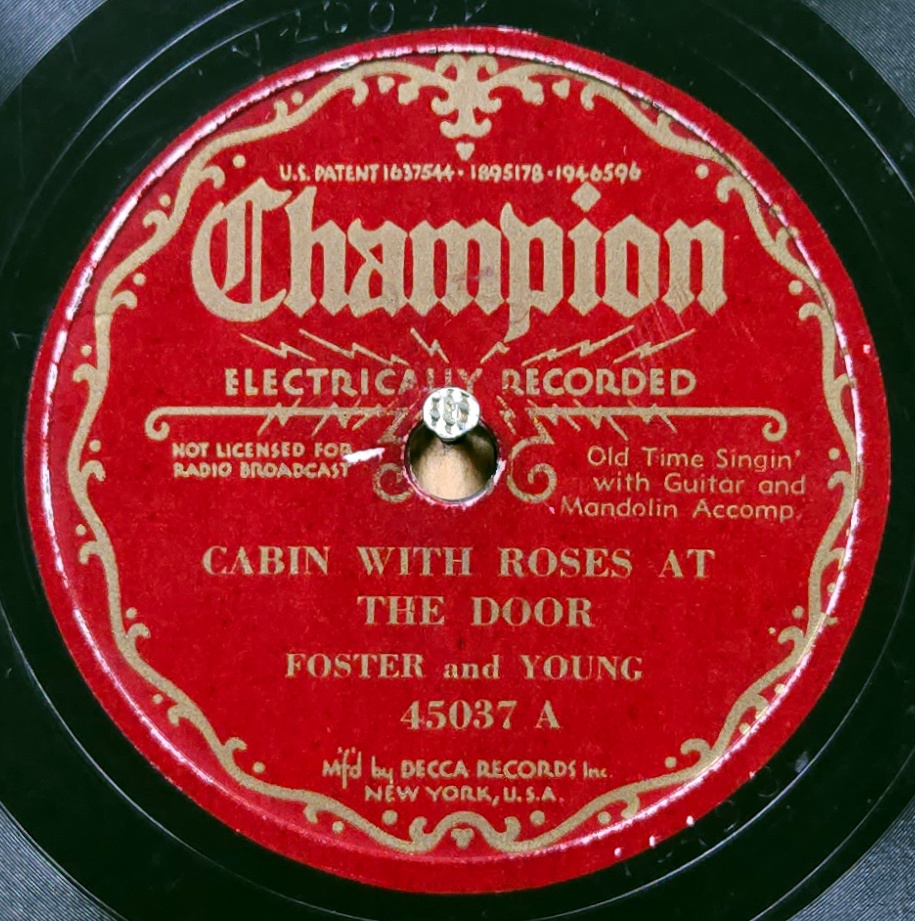 U.S. PATENT 1637544 · 1895178 · 1946596
Champion
ELECTRICALLY RECORDED
NOT LICENSED FOR
RADIO BROADCAST
Old Time Singin'
with Guitar and
Mandolin Accomp.
CABIN WITH ROSES AT
THE DOOR
FOSTER and YOUNG
45037 A
M'f'd by DECCA RECORDS Inc.
NEW YORK, U.S.A.